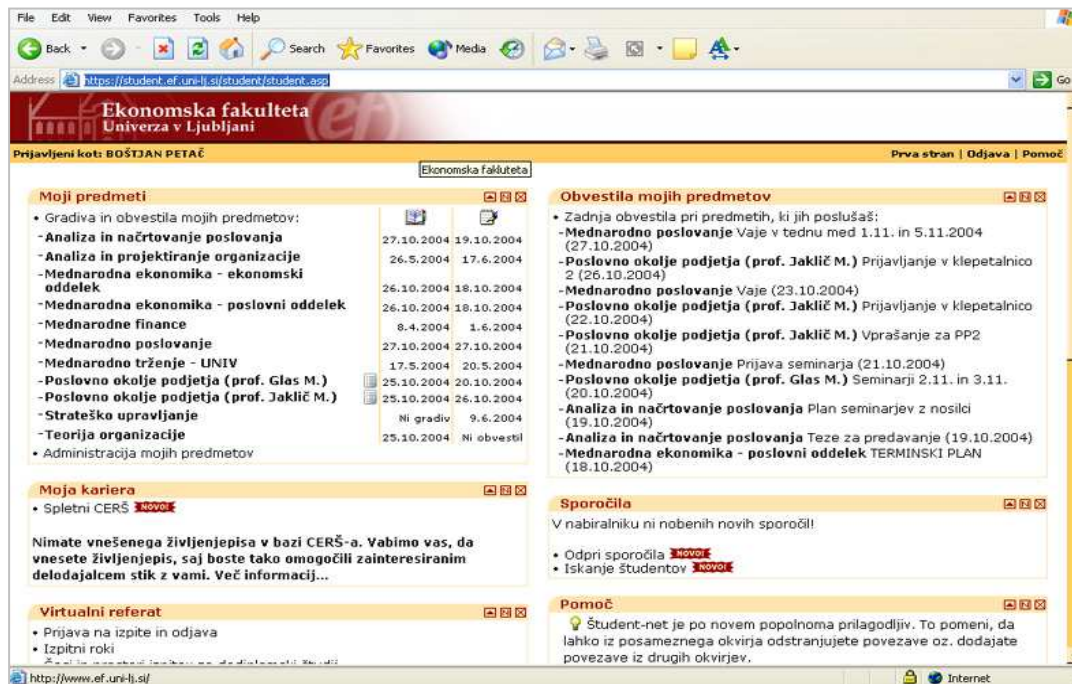 File Edit View Favorites Tools Help
Back Search Favorites Media
Address https://student.ef.uni-lj.si/student/student.asp Go
Ekonomska fakulteta
Univerza v Ljubljani
Prijavljeni kot: BOŠTJAN PETAČ Prva stran | Odjava | Pomoč
Ekonomska fakluteta
Moji predmeti
• Gradiva in obvestila mojih predmetov:
-Analiza in načrtovanje poslovanja 27.10.2004 19.10.2004
-Analiza in projektiranje organizacije 26.5.2004 17.6.2004
-Mednarodna ekonomika - ekonomski
oddelek 26.10.2004 18.10.2004
-Mednarodna ekonomika - poslovni oddelek 26.10.2004 18.10.2004
-Mednarodne finance 8.4.2004 1.6.2004
-Mednarodno poslovanje 27.10.2004 27.10.2004
-Mednarodno trženje - UNIV 17.5.2004 20.5.2004
-Poslovno okolje podjetja (prof. Glas M.) 25.10.2004 20.10.2004
-Poslovno okolje podjetja (prof. Jaklič M.) 25.10.2004 26.10.2004
-Strateško upravljanje Ni gradiv 9.6.2004
-Teorija organizacije 25.10.2004 Ni obvestil
• Administracija mojih predmetov
Moja kariera
• Spletni CERŠ NOVO!
Nimate vnešenega življenjepisa v bazi CERŠ-a. Vabimo vas, da
vnesete življenjepis, saj boste tako omogočili zainteresiranim
delodajalcem stik z vami. Več informacij...
Virtualni referat
• Prijava na izpite in odjava
• Izpitni roki
Obvestila mojih predmetov
• Zadnja obvestila pri predmetih, ki jih poslušaš:
-Mednarodno poslovanje Vaje v tednu med 1.11. in 5.11.2004
(27.10.2004)
-Poslovno okolje podjetja (prof. Jaklič M.) Prijavljanje v klepetalnico
2 (26.10.2004)
-Mednarodno poslovanje Vaje (23.10.2004)
-Poslovno okolje podjetja (prof. Jaklič M.) Prijavljanje v klepetalnico
(22.10.2004)
-Poslovno okolje podjetja (prof. Jaklič M.) Vprašanje za PP2
(21.10.2004)
-Mednarodno poslovanje Prijava seminarja (21.10.2004)
-Poslovno okolje podjetja (prof. Glas M.) Seminarji 2.11. in 3.11.
(20.10.2004)
-Analiza in načrtovanje poslovanja Plan seminarjev z nosilci
(19.10.2004)
-Analiza in načrtovanje poslovanja Teze za predavanje (19.10.2004)
-Mednarodna ekonomika - poslovni oddelek TERMINSKI PLAN
(18.10.2004)
Sporočila
V nabiralniku ni nobenih novih sporočil!
• Odpri sporočila NOVO!
• Iskanje študentov NOVO!
Pomoč
Študent-net je po novem popolnoma prilagodljiv. To pomeni, da
lahko iz posameznega okvirja odstranjujete povezave oz. dodajate
povezave iz drugih okvirjev.
http://www.ef.uni-lj.si/ Internet